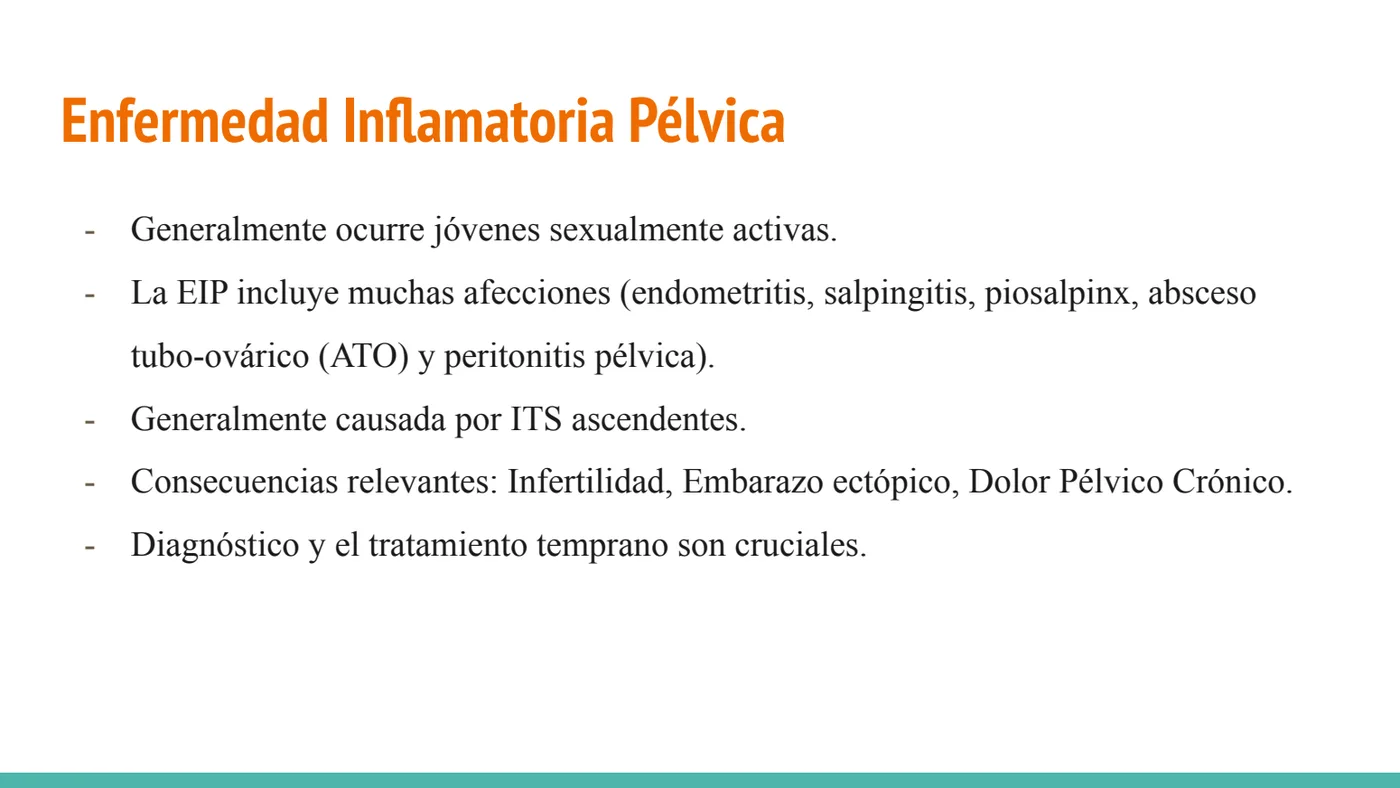 Enfermedad Inflamatoria Pélvica
- Generalmente ocurre jóvenes sexualmente activas.
- La EIP incluye muchas afecciones (endometritis, salpingitis, piosalpinx, absceso
tubo-ovárico (ATO) y peritonitis pélvica).
- Generalmente causada por ITS ascendentes.
- Consecuencias relevantes: Infertilidad, Embarazo ectópico, Dolor Pélvico Crónico.
- Diagnóstico y el tratamiento temprano son cruciales.